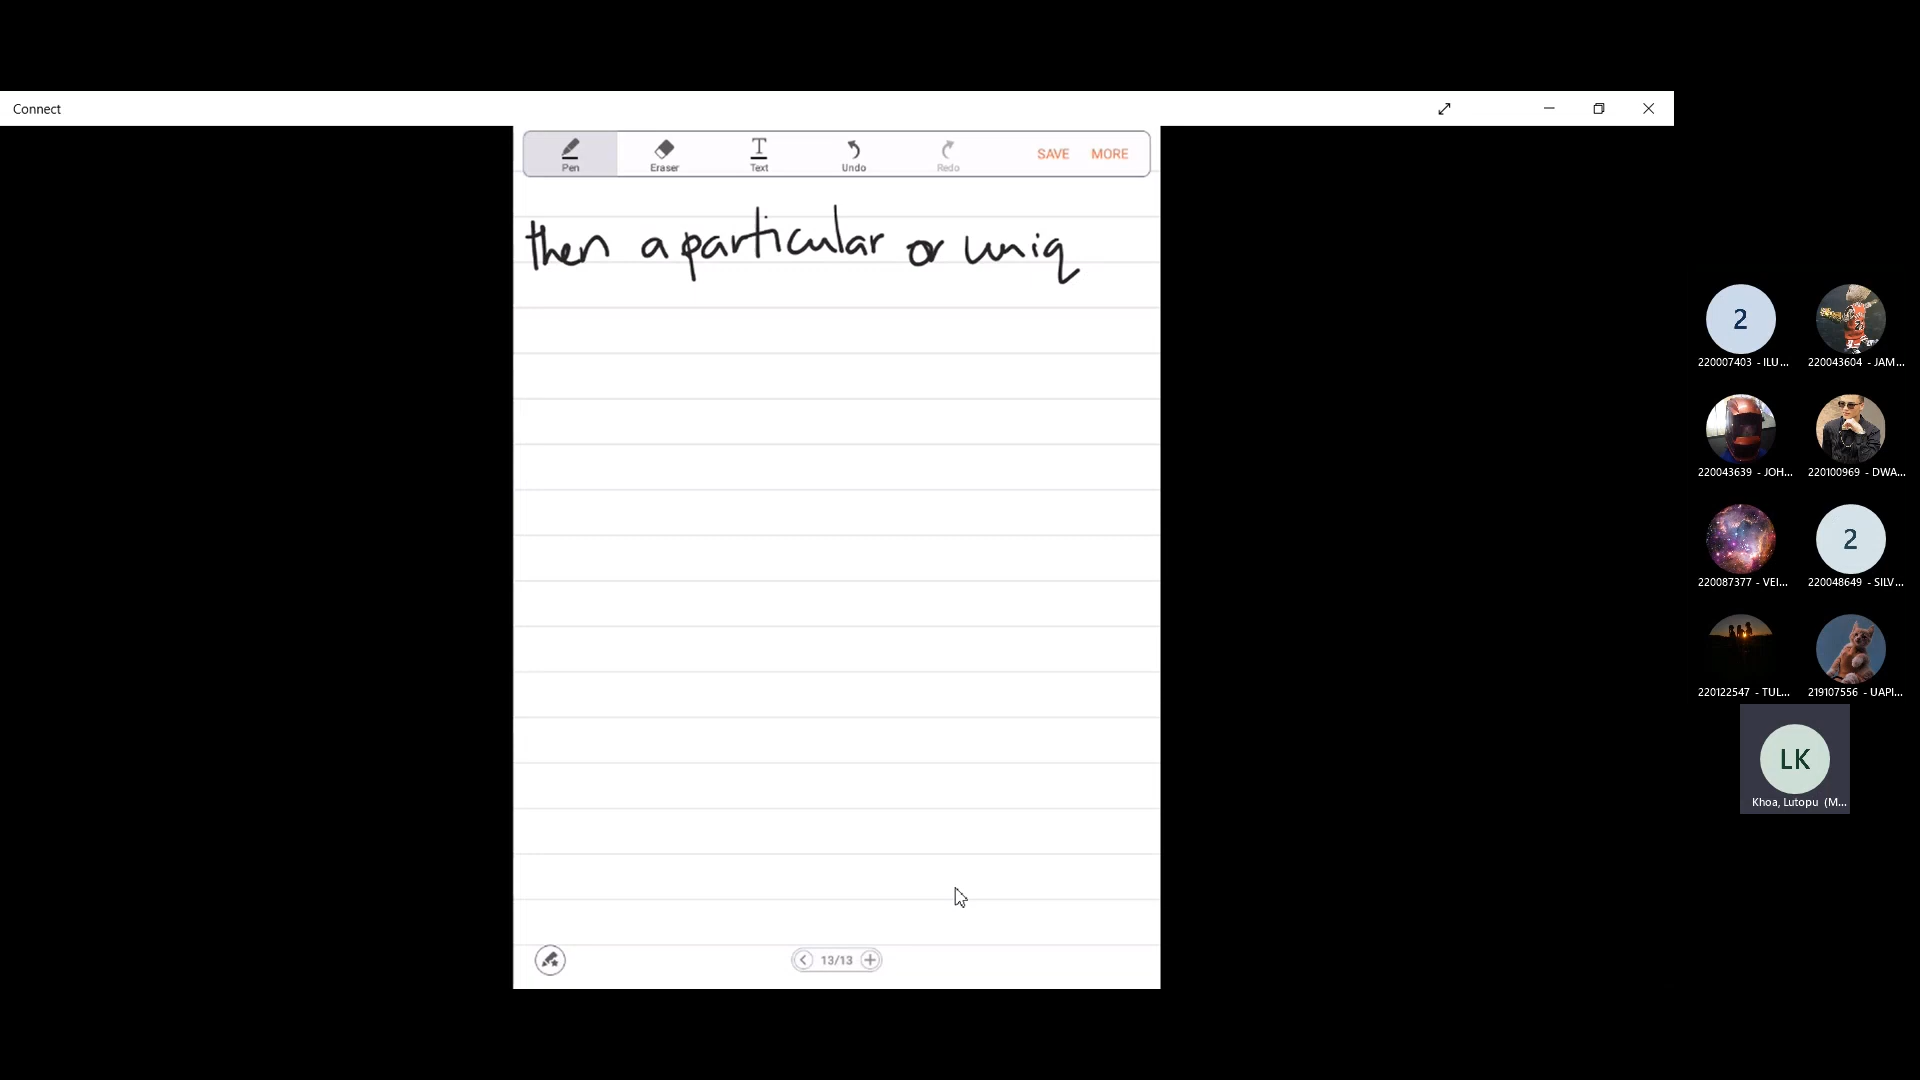 Connect
Pen
Eraser
Text
Undo
Redo
SAVE
MORE
then a particular or uniq
13/13
2
220007403 - ILU...
220043604 - JAM...
220043639 - JOH...
220100969 - DWA...
2
220087377 - VEI...
220048649 - SILV...
220122547 - TUL...
219107556 - UAPI...
LK
Khoa, Lutopu (M...